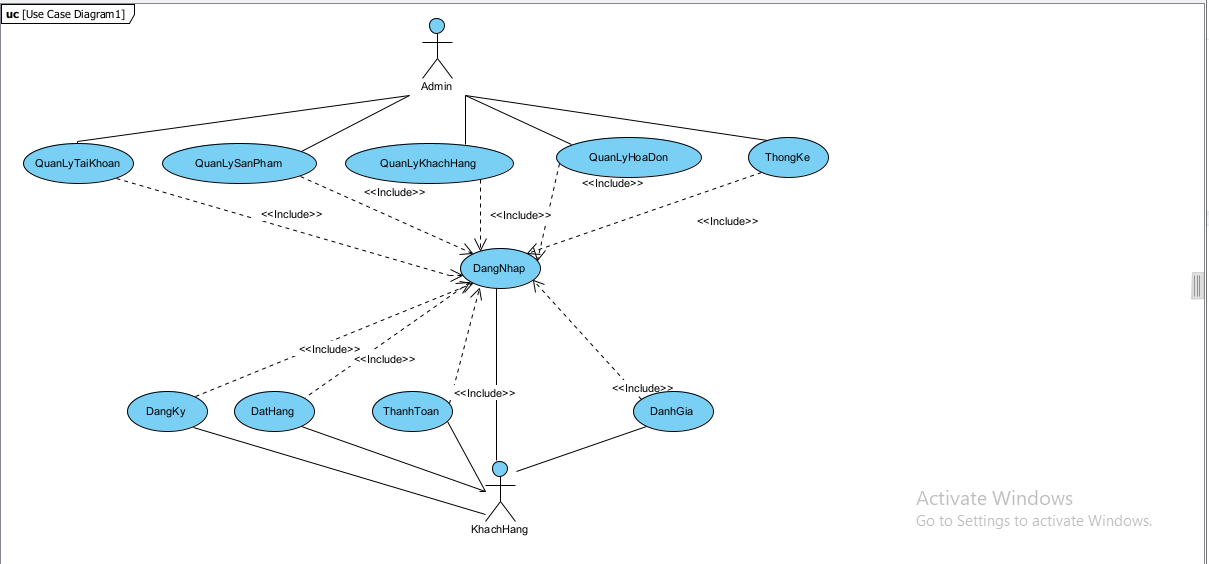 uc [Use Case Diagram1]
Admin
QuanLyTaiKhoan
QuanLySanPham
QuanLyKhachHang
QuanLyHoaDon
ThongKe
<<Include>>
<<Include>>
<<Include>>
<<Include>>
<<Include>>
DangNhap
<<Include>>
<<Include>>
<<Include>>
<<Include>>
DangKy
DatHang
ThanhToan
DanhGia
KhachHang
Activate Windows
Go to Settings to activate Windows.